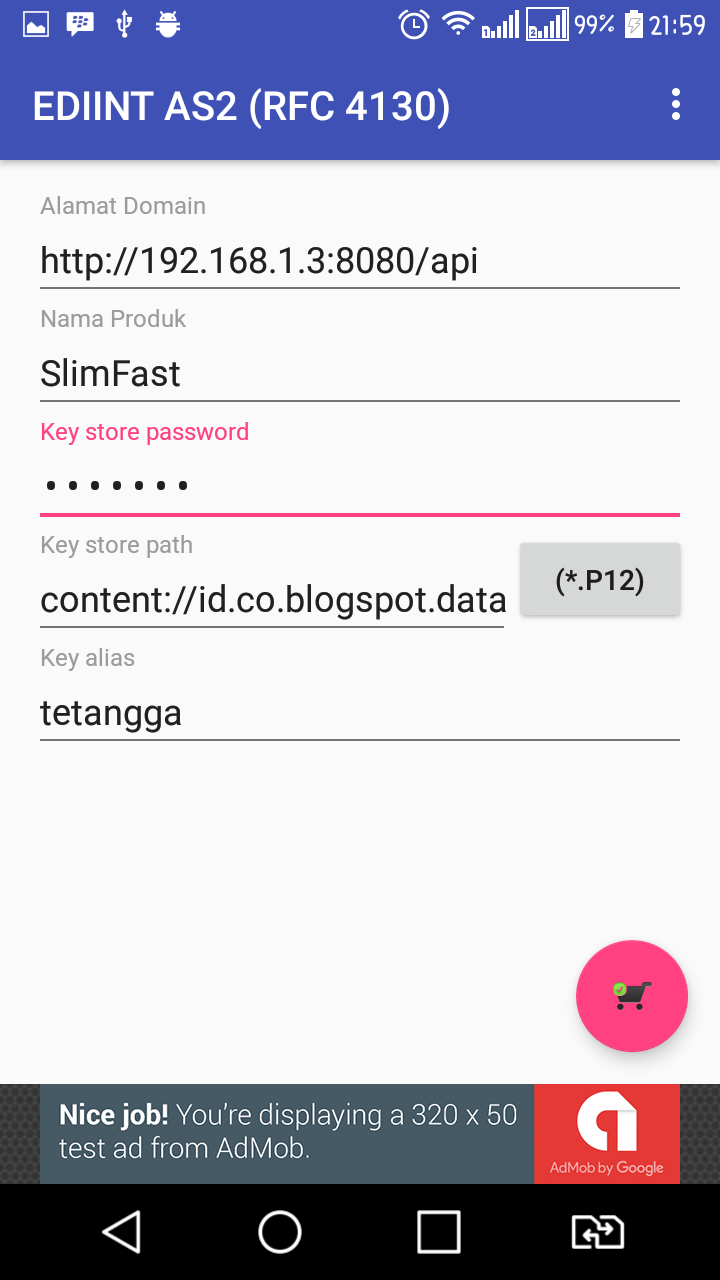 99% 21:59
EDIINT AS2 (RFC 4130)
Alamat Domain
http://192.168.1.3:8080/api
Nama Produk
SlimFast
Key store password
•••••••
Key store path
content://id.co.blogspot.data
(*.P12)
Key alias
tetangga
Nice job! You're displaying a 320 x 50
test ad from AdMob.
AdMob by Google